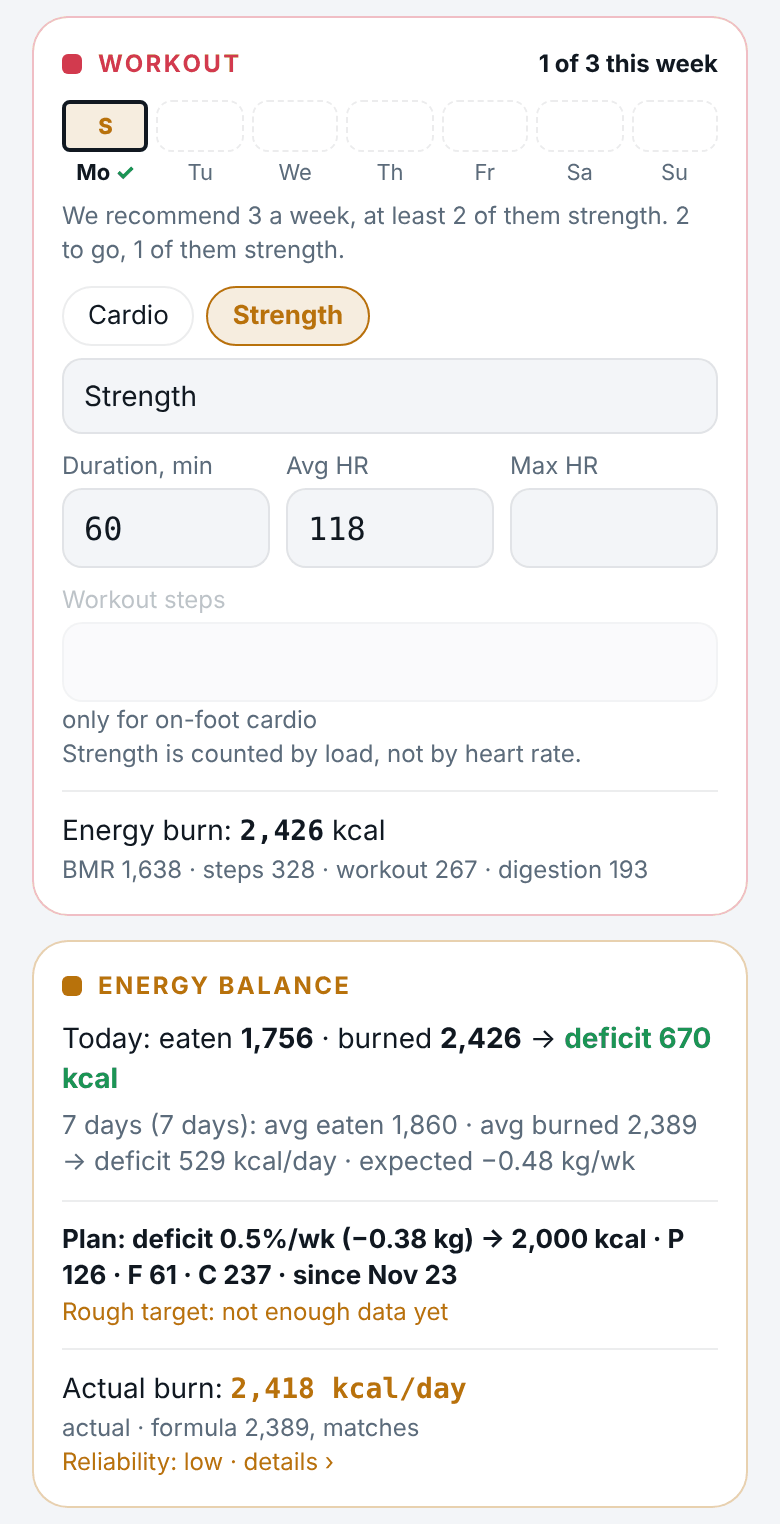 WORKOUT 1 of 3 this week
S
Mo ✓ Tu We Th Fr Sa Su
We recommend 3 a week, at least 2 of them strength. 2
to go, 1 of them strength.
Cardio Strength
Strength
Duration, min Avg HR Max HR
60 118
Workout steps
only for on-foot cardio
Strength is counted by load, not by heart rate.
Energy burn: 2,426 kcal
BMR 1,638 · steps 328 · workout 267 · digestion 193
ENERGY BALANCE
Today: eaten 1,756 · burned 2,426 → deficit 670
kcal
7 days (7 days): avg eaten 1,860 · avg burned 2,389
→ deficit 529 kcal/day · expected −0.48 kg/wk
Plan: deficit 0.5%/wk (−0.38 kg) → 2,000 kcal · P
126 · F 61 · C 237 · since Nov 23
Rough target: not enough data yet
Actual burn: 2,418 kcal/day
actual · formula 2,389, matches
Reliability: low · details ›